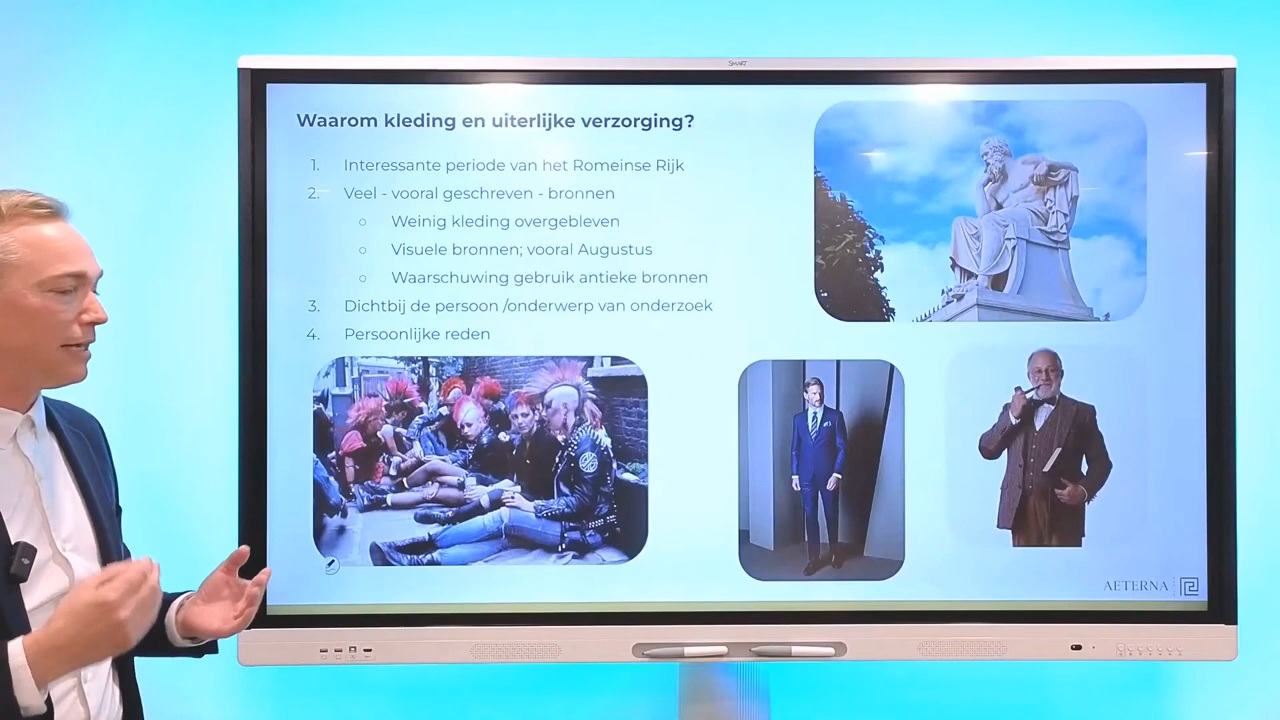 SMART
Waarom kleding en uiterlijke verzorging?
1. Interessante periode van het Romeinse Rijk
2. Veel - vooral geschreven - bronnen
○ Weinig kleding overgebleven
○ Visuele bronnen; vooral Augustus
○ Waarschuwing gebruik antieke bronnen
3. Dichtbij de persoon /onderwerp van onderzoek
4. Persoonlijke reden
AETERNA